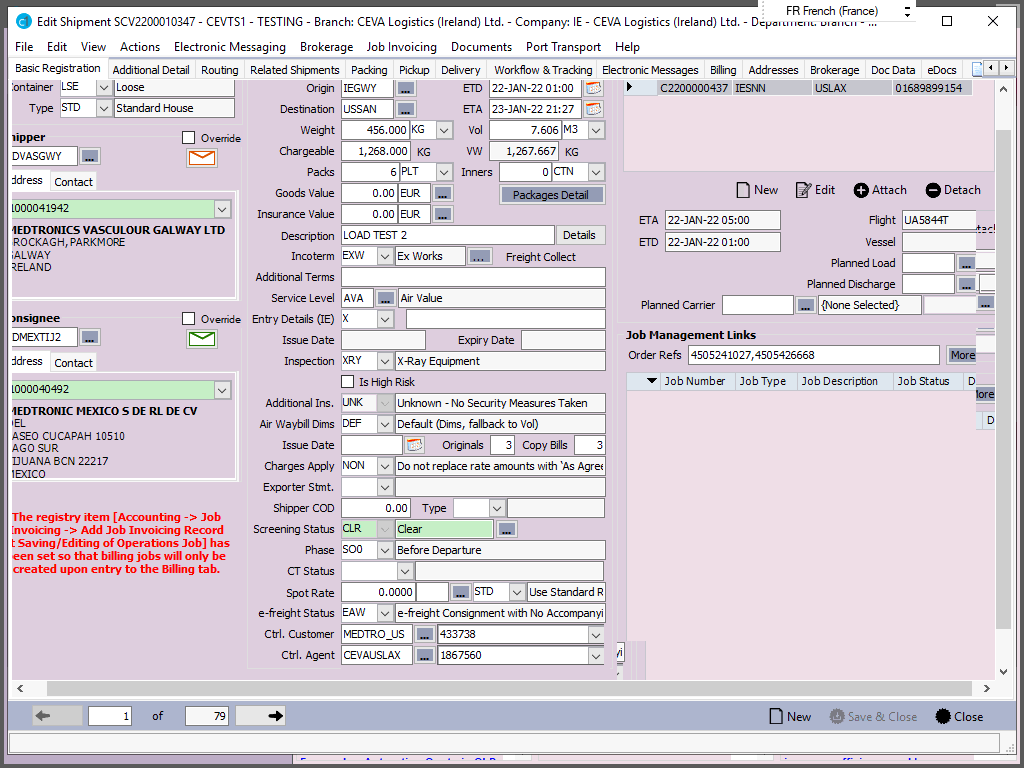 FR French (France)
Edit Shipment SCV2200010347 - CEVTS1 - TESTING - Branch: CEVA Logistics (Ireland) Ltd. - Company: IE - CEVA Logistics (Ireland) Ltd. - Department: Branch - ...
File Edit View Actions Electronic Messaging Brokerage Job Invoicing Documents Port Transport Help
Basic Registration Additional Detail Routing Related Shipments Packing Pickup Delivery Workflow & Tracking Electronic Messages Billing Addresses Brokerage Doc Data eDocs
ontainer LSE Loose
Type STD Standard House
hipper Override
DVASGWY ...
ddress Contact
1000041942
MEDTRONICS VASCULOUR GALWAY LTD
ROCKAGH, PARKMORE
GALWAY
RELAND
onsignee Override
DMEXTIJ2 ...
ddress Contact
1000040492
MEDTRONIC MEXICO S DE RL DE CV
DEL
ASEO CUCAPAH 10510
AGO SUR
TIJUANA BCN 22217
MEXICO
The registry item [Accounting -> Job
Invoicing -> Add Job Invoicing Record
t Saving/Editing of Operations Job] has
been set so that billing jobs will only be
created upon entry to the Billing tab.
Origin IEGWY ... ETD 22-JAN-22 01:00
Destination USSAN ... ETA 23-JAN-22 21:27
Weight 456.000 KG Vol 7.606 M3
Chargeable 1,268.000 KG VW 1,267.667 KG
Packs 6 PLT Inners 0 CTN
Goods Value 0.00 EUR ... Packages Detail
Insurance Value 0.00 EUR ...
Description LOAD TEST 2 Details
Incoterm EXW Ex Works ... Freight Collect
Additional Terms
Service Level AVA ... Air Value
Entry Details (IE) X
Issue Date Expiry Date
Inspection XRY X-Ray Equipment
Is High Risk
Additional Ins. UNK Unknown - No Security Measures Taken
Air Waybill Dims DEF Default (Dims, fallback to Vol)
Issue Date Originals 3 Copy Bills 3
Charges Apply NON Do not replace rate amounts with 'As Agree
Exporter Stmt.
Shipper COD 0.00 Type
Screening Status CLR Clear ...
Phase SO0 Before Departure
CT Status
Spot Rate 0.0000 ... STD Use Standard R
e-freight Status EAW e-freight Consignment with No Accompanyi
Ctrl. Customer MEDTRO_US ... 433738
Ctrl. Agent CEVAUSLAX ... 1867560
yi
C2200000437 IESNN USLAX 01689899154
New Edit Attach Detach
ETA 22-JAN-22 05:00 Flight UA5844T
ETD 22-JAN-22 01:00 Vessel
Planned Load ...
Planned Discharge ...
Planned Carrier ... {None Selected} ...
Job Management Links
Order Refs 4505241027,4505426668 More
Job Number Job Type Job Description Job Status D
More
D
1 of 79
New Save & Close Close